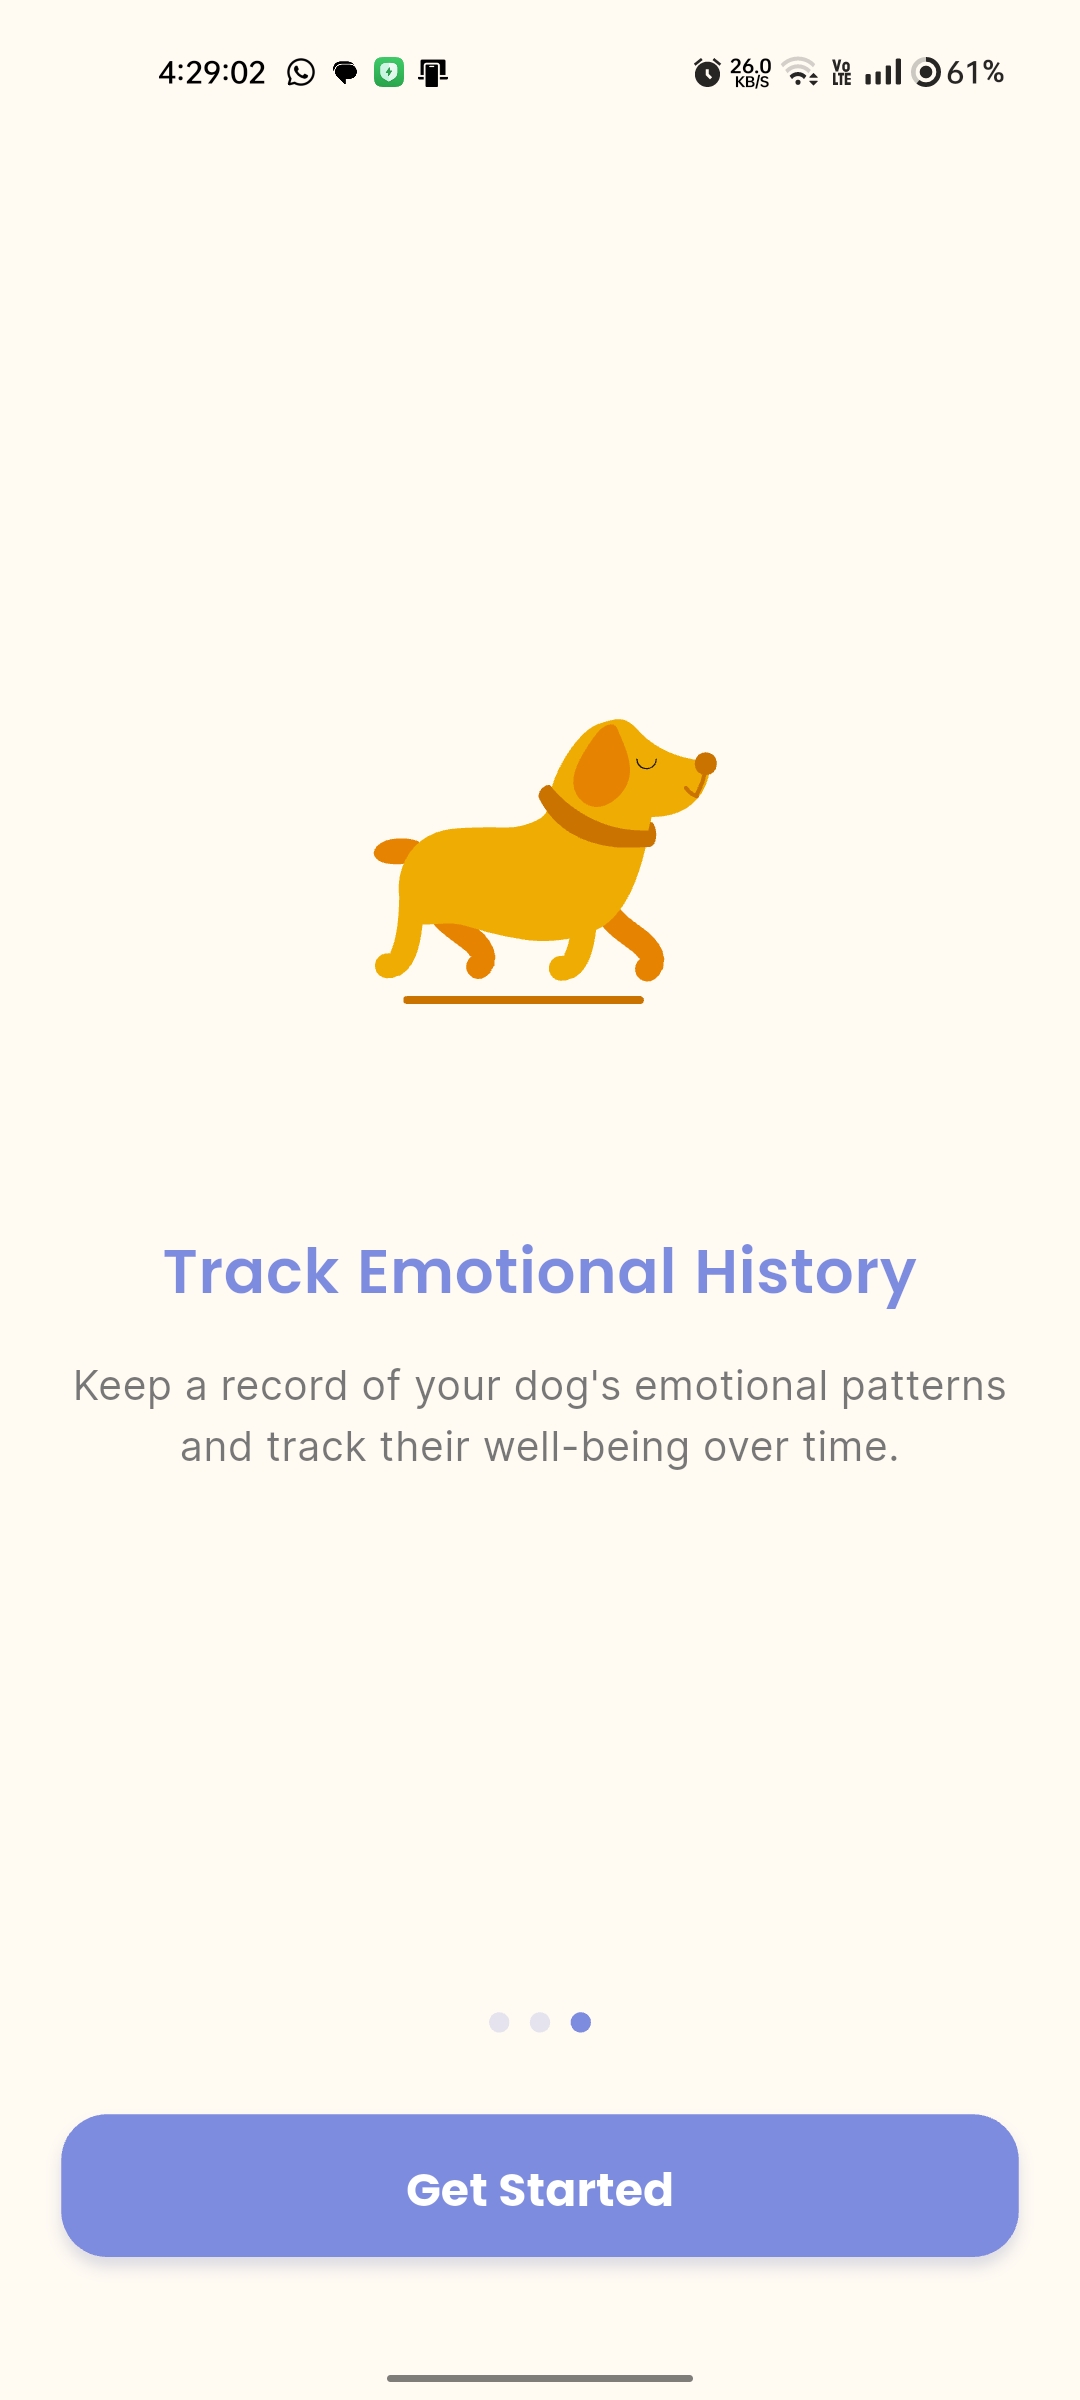 4:29:02 26.0 KB/S Vo LTE 61%
Track Emotional History
Keep a record of your dog's emotional patterns
and track their well-being over time.
Get Started